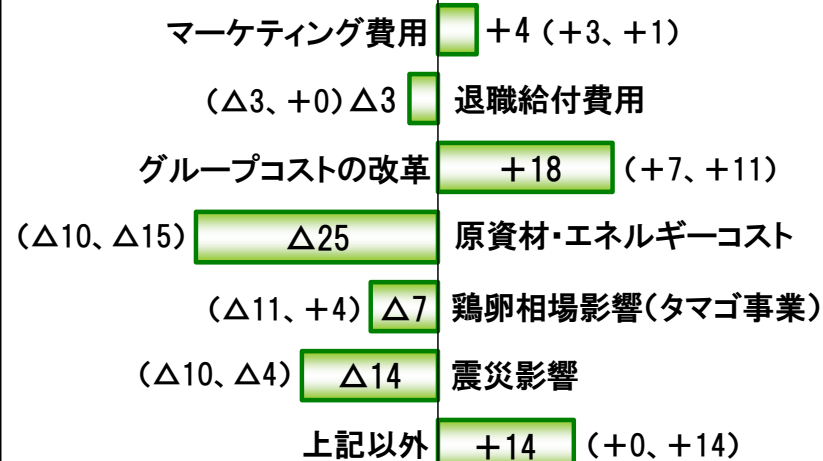 マーケティング費用 +4 (+3、+1)
(△3、+0) △3 退職給付費用
グループコストの改革 +18 (+7、+11)
(△10、△15) △25 原資材・エネルギーコスト
(△11、+4) △7 鶏卵相場影響(タマゴ事業)
(△10、△4) △14 震災影響
上記以外 +14 (+0、+14)